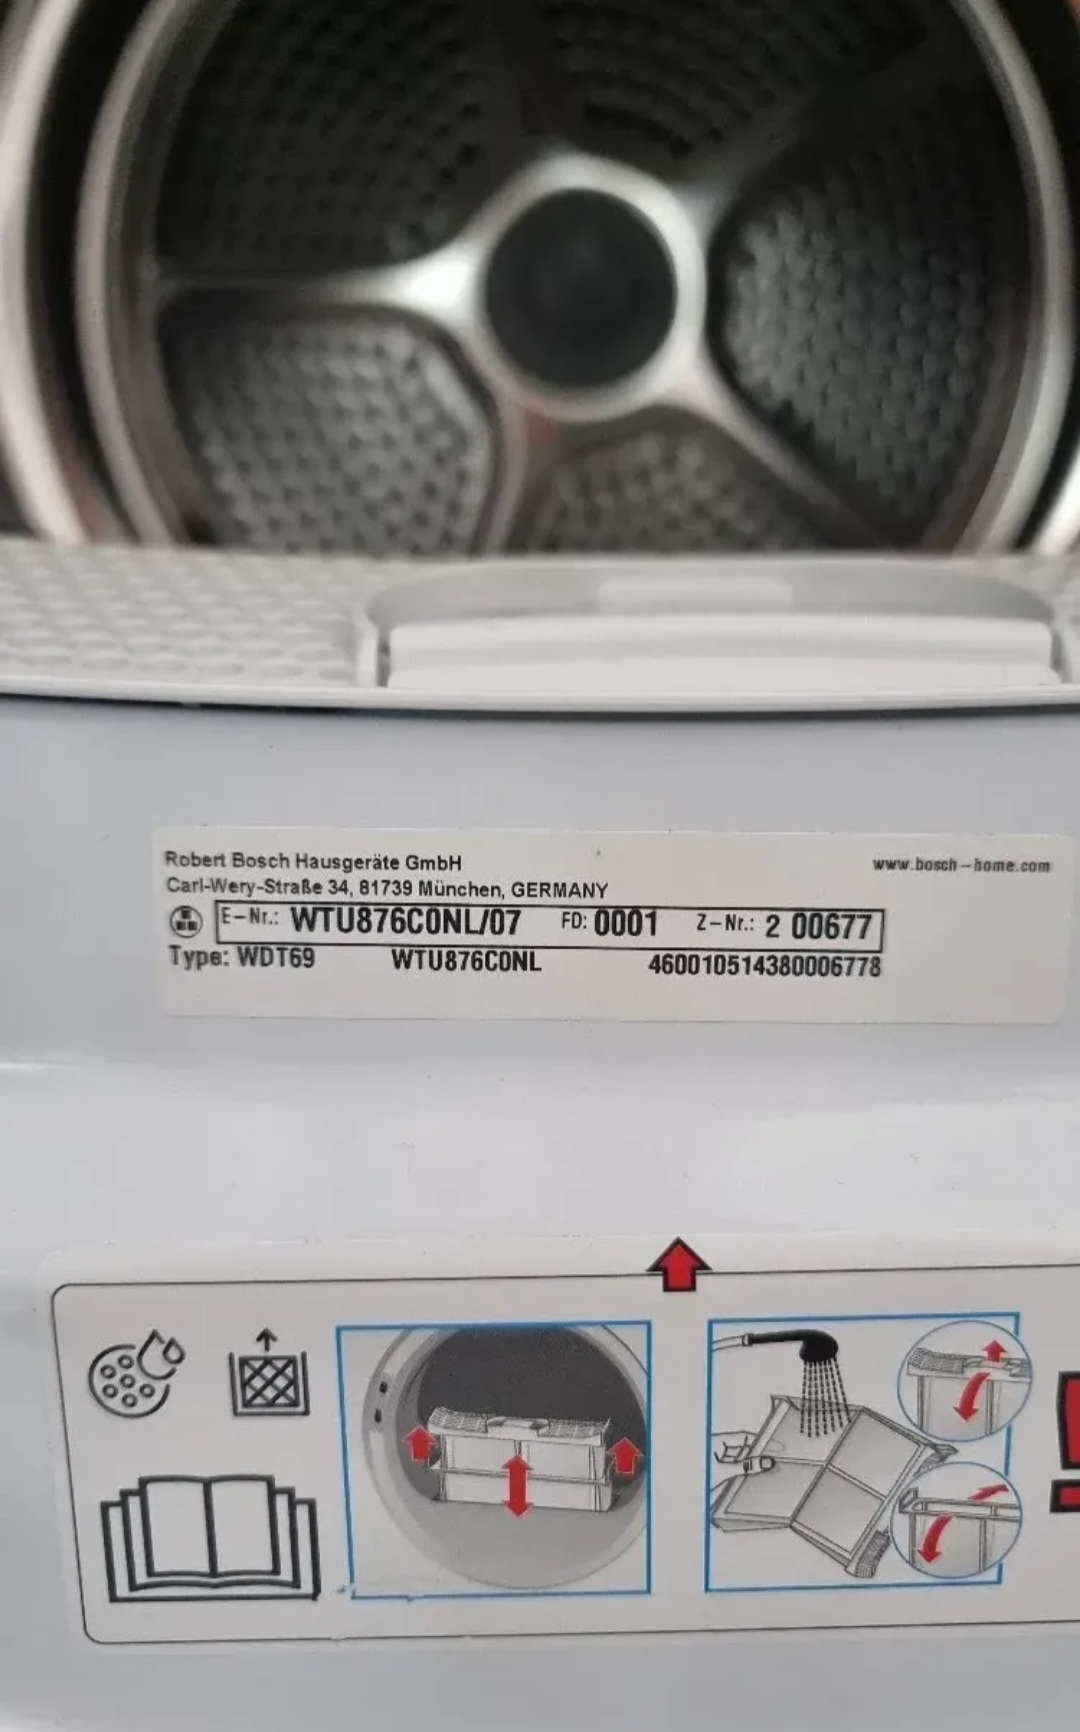 Robert Bosch Hausgeräte GmbH www.bosch-home.com
Carl-Wery-Straße 34, 81739 München, GERMANY
E-Nr.: WTU876C0NL/07 FD: 0001 Z-Nr.: 2 00677
Type: WDT69 WTU876C0NL 460010514380006778